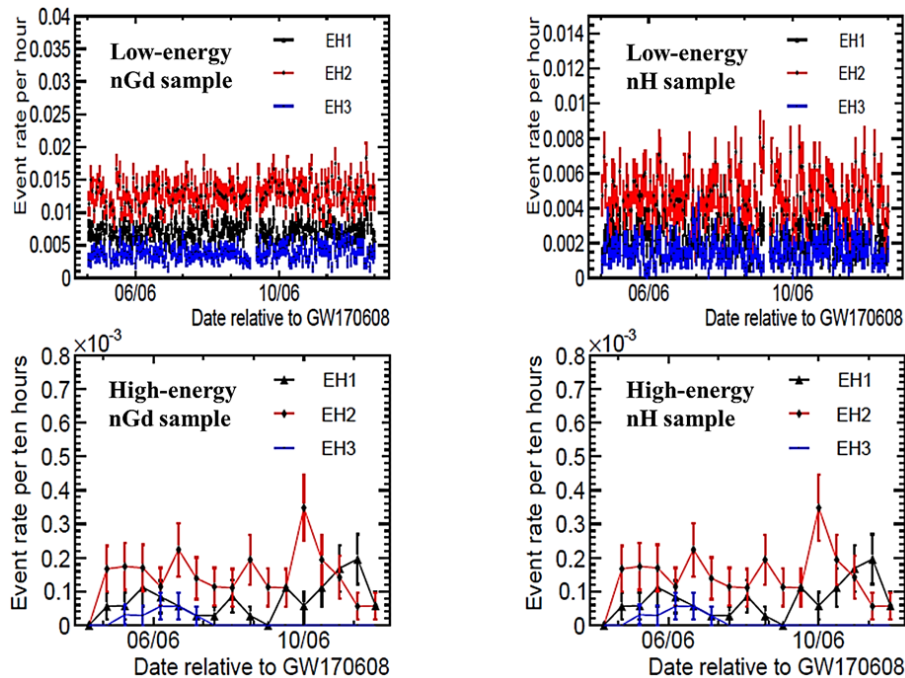 Event rate per hour
0.04
0.035
0.03
0.025
0.02
0.015
0.01
0.005
0
Low-energy
nGd sample
EH1
EH2
EH3
06/06
10/06
Date relative to GW170608
Event rate per hour
0.014
0.012
0.01
0.008
0.006
0.004
0.002
0
Low-energy
nH sample
EH1
EH2
EH3
06/06
10/06
Date relative to GW170608
×10⁻³
Event rate per ten hours
0.8
0.7
0.6
0.5
0.4
0.3
0.2
0.1
0
High-energy
nGd sample
EH1
EH2
EH3
06/06
10/06
Date relative to GW170608
Event rate per ten hours
0.8
0.7
0.6
0.5
0.4
0.3
0.2
0.1
0
High-energy
nH sample
EH1
EH2
EH3
06/06
10/06
Date relative to GW170608